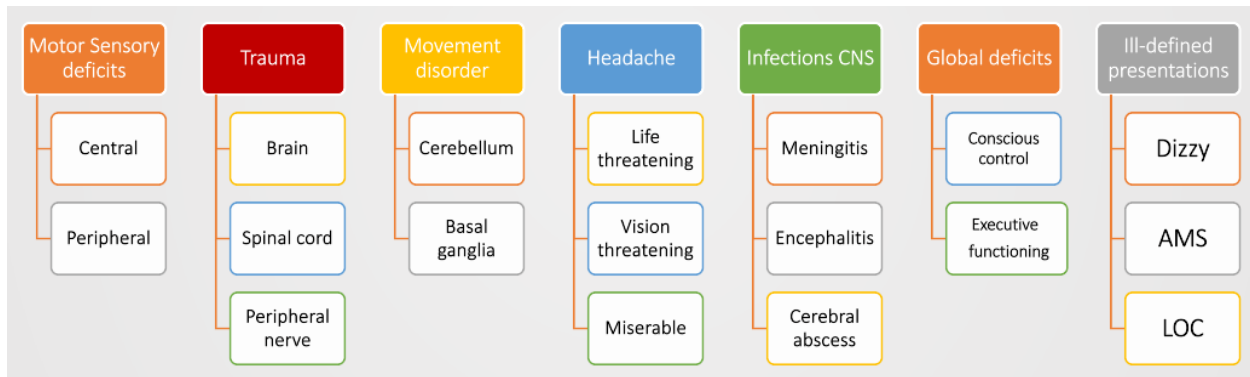 Motor Sensory
deficits
Central
Peripheral
Trauma
Brain
Spinal cord
Peripheral
nerve
Movement
disorder
Cerebellum
Basal
ganglia
Headache
Life
threatening
Vision
threatening
Miserable
Infections CNS
Meningitis
Encephalitis
Cerebral
abscess
Global deficits
Conscious
control
Executive
functioning
Ill-defined
presentations
Dizzy
AMS
LOC